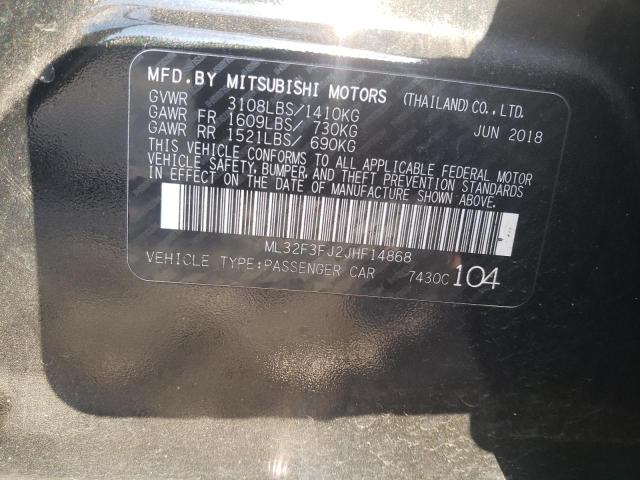 MFD.BY MITSUBISHI MOTORS (THAILAND) CO., LTD.
GVWR 3108LBS/1410KG JUN 2018
GAWR FR 1609LBS/ 730KG
GAWR RR 1521LBS/ 690KG
THIS VEHICLE CONFORMS TO ALL APPLICABLE FEDERAL MOTOR
VEHICLE SAFETY, BUMPER, AND THEFT PREVENTION STANDARDS
IN EFFECT ON THE DATE OF MANUFACTURE SHOWN ABOVE.
ML32F3FJ2JHF14868
VEHICLE TYPE:PASSENGER CAR 7430C 104